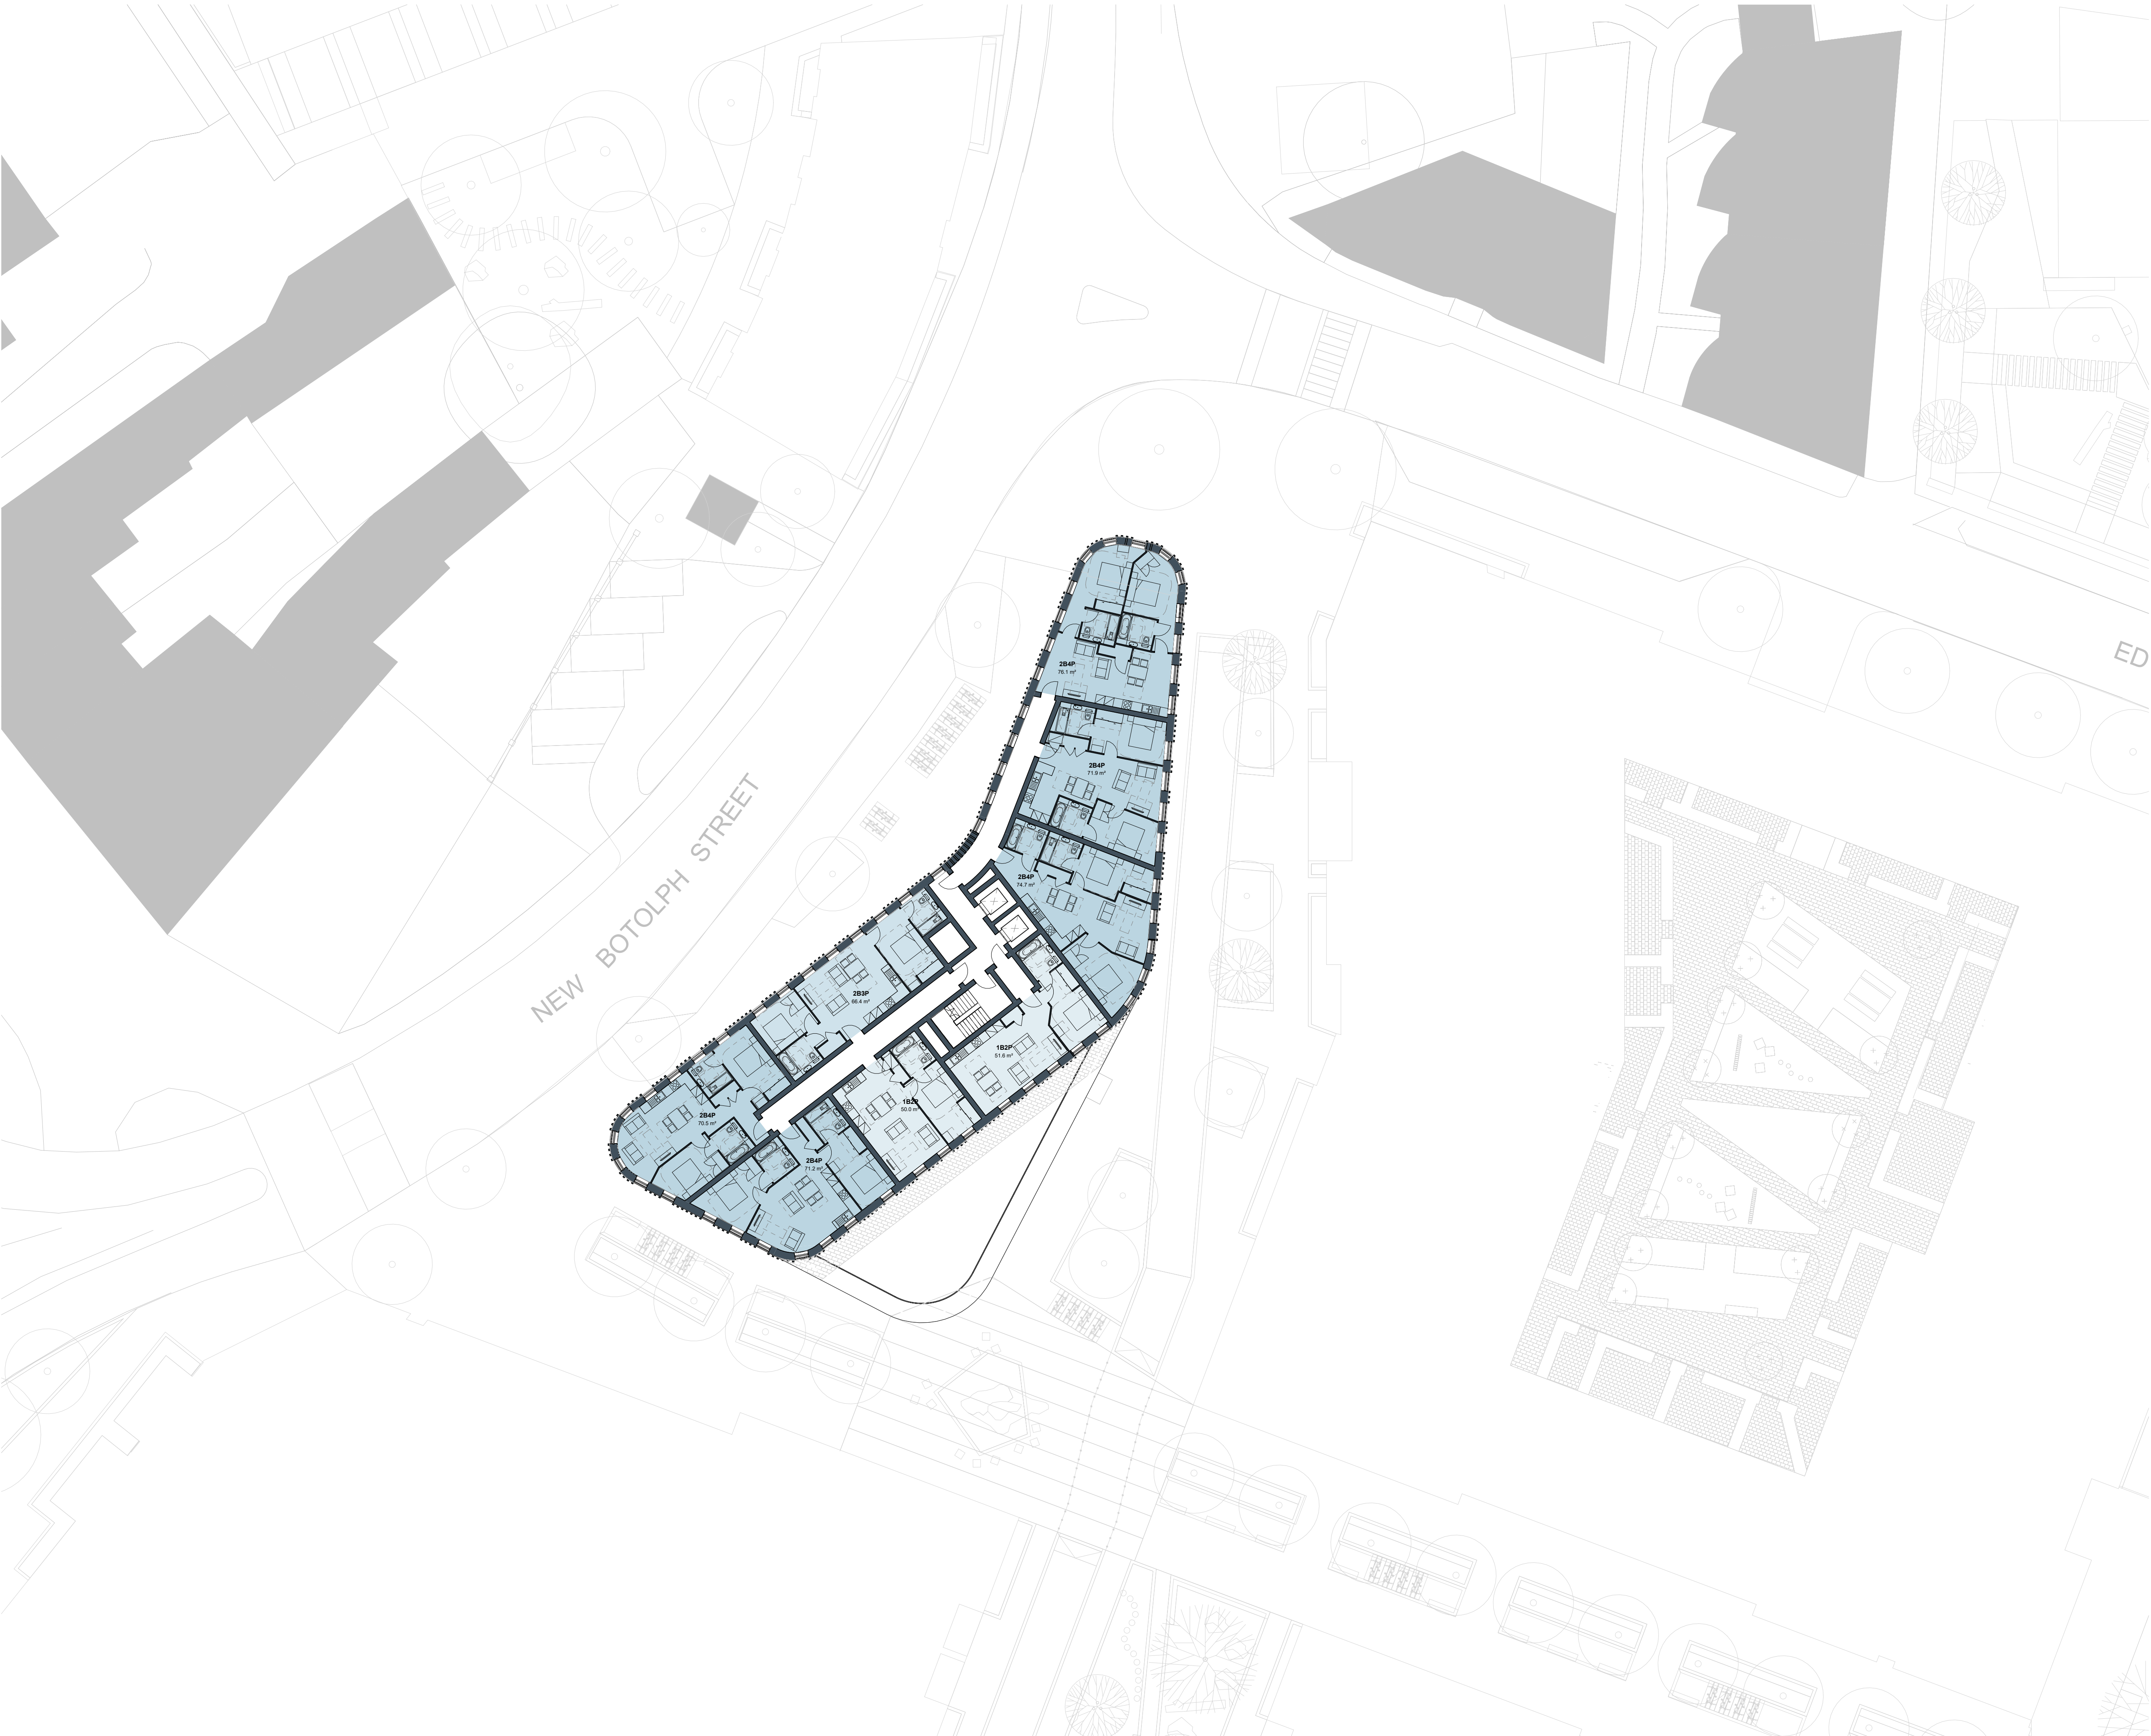 ED
2B4P
76.1 m²
2B4P
71.9 m²
2B4P
74.7 m²
NEW BOTOLPH STREET
2B3P
66.4 m²
1B2P
51.6 m²
1B2P
50.0 m²
2B4P
70.5 m²
2B4P
71.2 m²